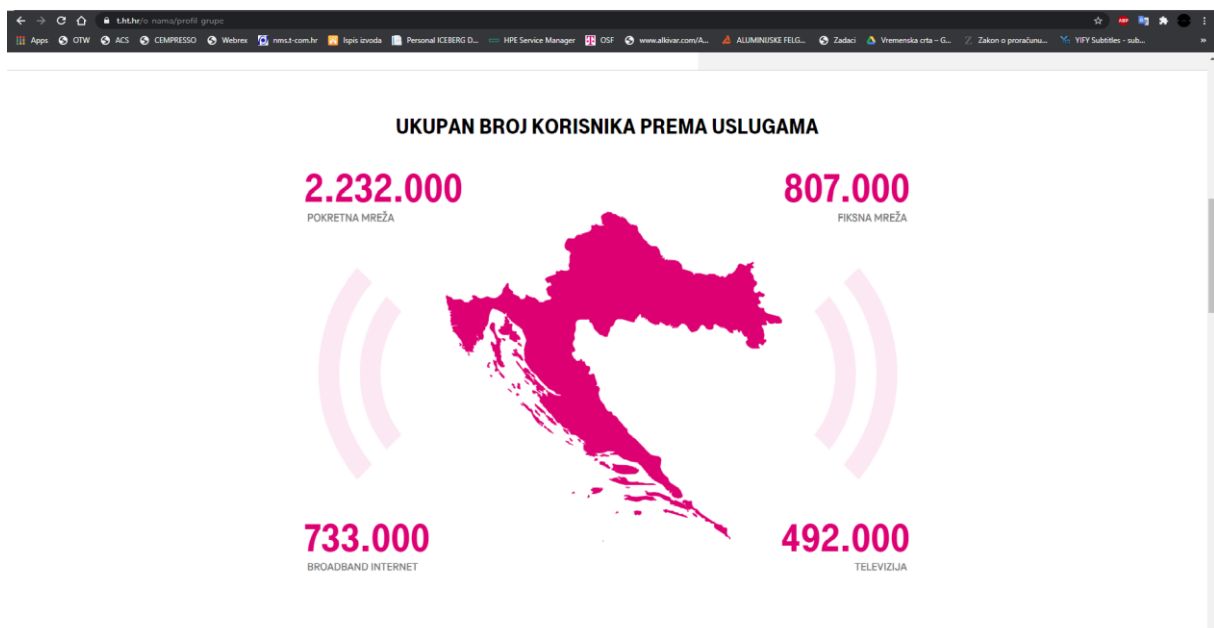 t.ht.hr/o nama/profil grupe
Apps OTW ACS CEMPRESSO Webrex nms.t-com.hr Ispis izvoda Personal ICEBERG D... HPE Service Manager OSF www.alkivar.com/A... ALUMINIJSKE FELG... Zadaci Vremenska crta – G... Zakon o proračunu... YIFY Subtitles - sub... »
UKUPAN BROJ KORISNIKA PREMA USLUGAMA
2.232.000
POKRETNA MREŽA
807.000
FIKSNA MREŽA
733.000
BROADBAND INTERNET
492.000
TELEVIZIJA